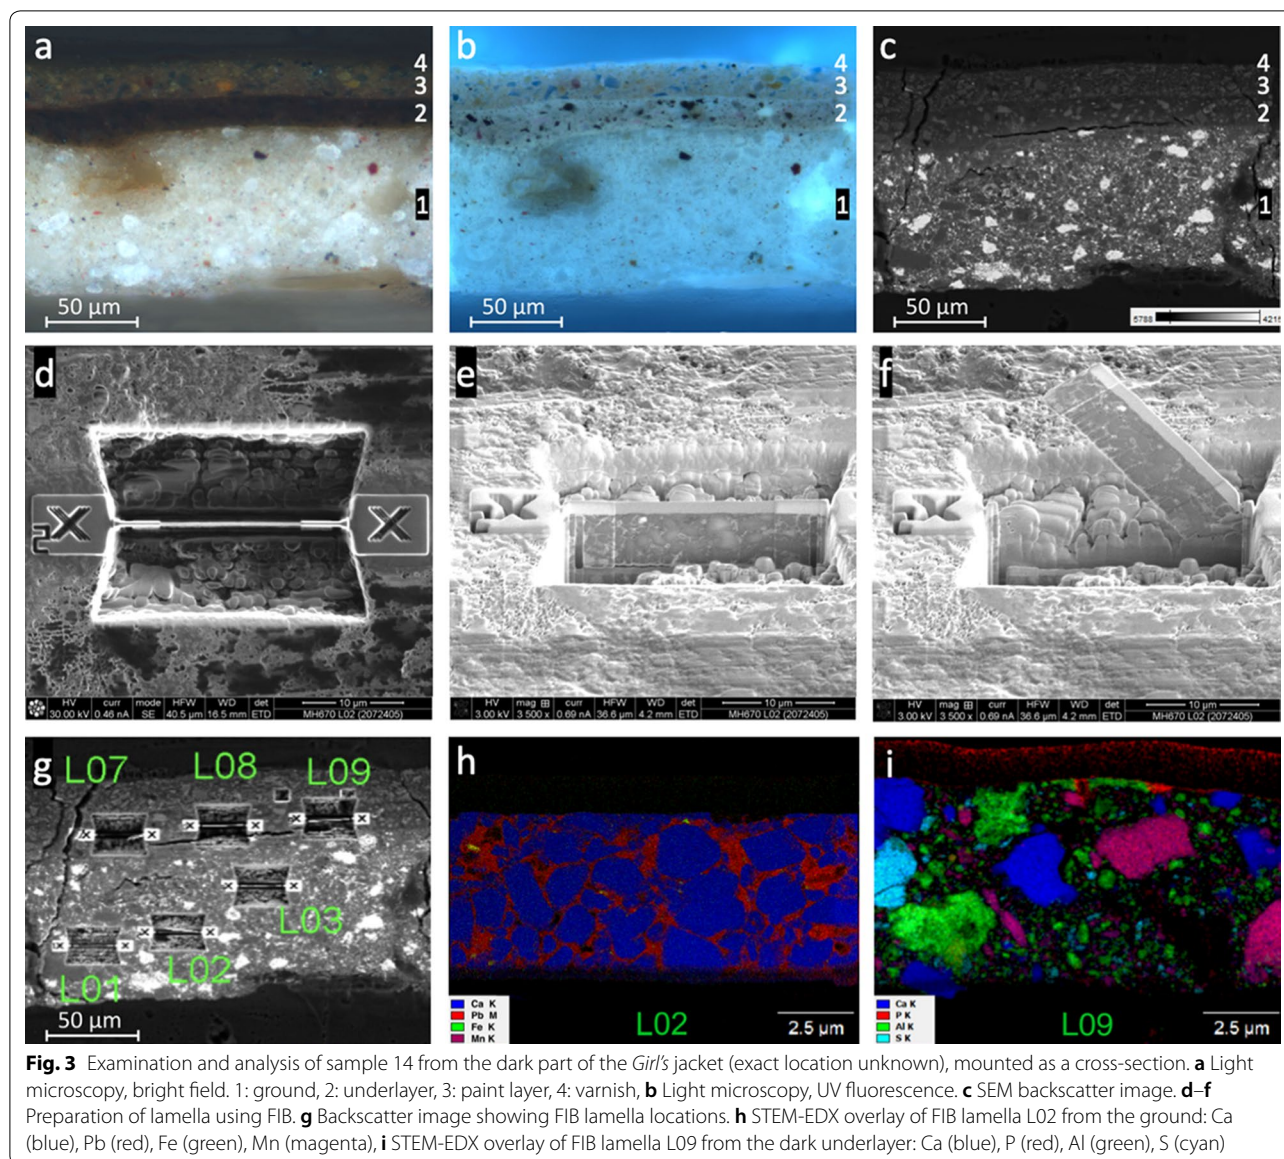 a
4
3
2
1
50 µm
b
4
3
2
1
50 µm
c
4
3
2
1
50 µm
5788
4215
d
2
X
X
HV curr mode HFW WD det
30.00 kV 0.46 nA SE 40.5 µm 16.5 mm ETD
10 µm
MH670 L02 (2072405)
e
HV mag curr HFW WD det
3.00 kV 3 500 x 0.69 nA 36.6 µm 4.2 mm ETD
10 µm
MH670 L02 (2072405)
f
HV mag curr HFW WD det
3.00 kV 3 500 x 0.69 nA 36.6 µm 4.2 mm ETD
10 µm
MH670 L02 (2072405)
g
L07
L08
L09
L03
L02
L01
50 µm
h
Ca K
Pb M
Fe K
Mn K
L02
2.5 µm
i
Ca K
P K
Al K
S K
L09
2.5 µm
Fig. 3 Examination and analysis of sample 14 from the dark part of the Girl's jacket (exact location unknown), mounted as a cross-section. a Light
microscopy, bright field. 1: ground, 2: underlayer, 3: paint layer, 4: varnish, b Light microscopy, UV fluorescence. c SEM backscatter image. d–f
Preparation of lamella using FIB. g Backscatter image showing FIB lamella locations. h STEM-EDX overlay of FIB lamella L02 from the ground: Ca
(blue), Pb (red), Fe (green), Mn (magenta), i STEM-EDX overlay of FIB lamella L09 from the dark underlayer: Ca (blue), P (red), Al (green), S (cyan)